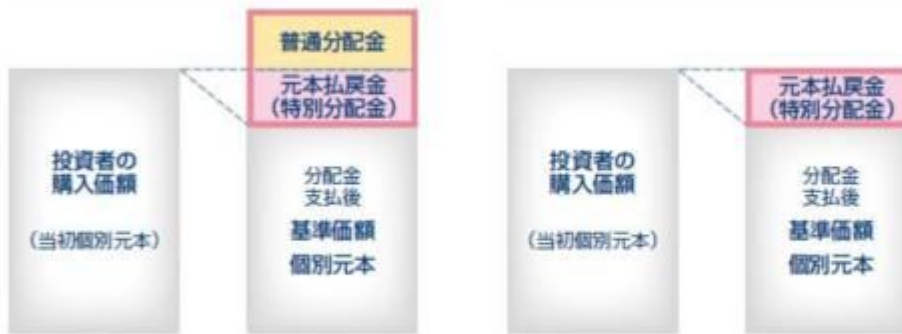 普通分配金
元本払戻金
(特別分配金)
投資者の
購入価額
(当初個別元本)
分配金
支払後
基準価額
個別元本
元本払戻金
(特別分配金)
投資者の
購入価額
(当初個別元本)
分配金
支払後
基準価額
個別元本